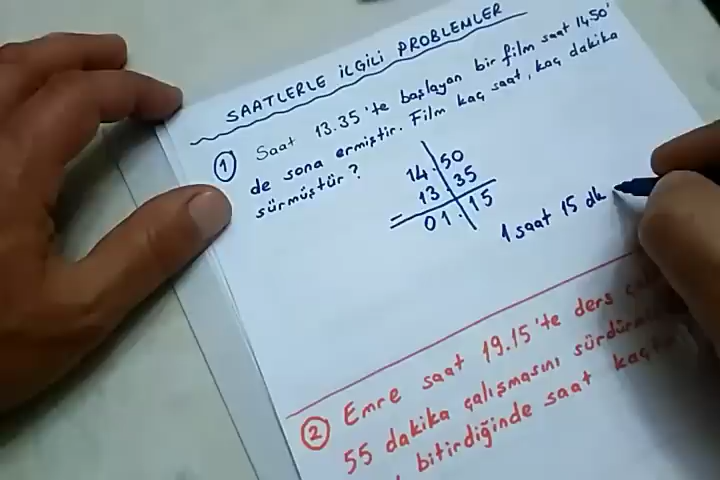 SAATLERLE İLGİLİ PROBLEMLER
1 Saat 13.35'te başlayan bir film saat 14.50'
de sona ermiştir. Film kaç saat, kaç dakika
sürmüştür?
14.50
13.35
= 01.15
1 saat 15 dk
2 Emre saat 19.15'te ders
55 dakika çalışmasını
bitirdiğinde saat